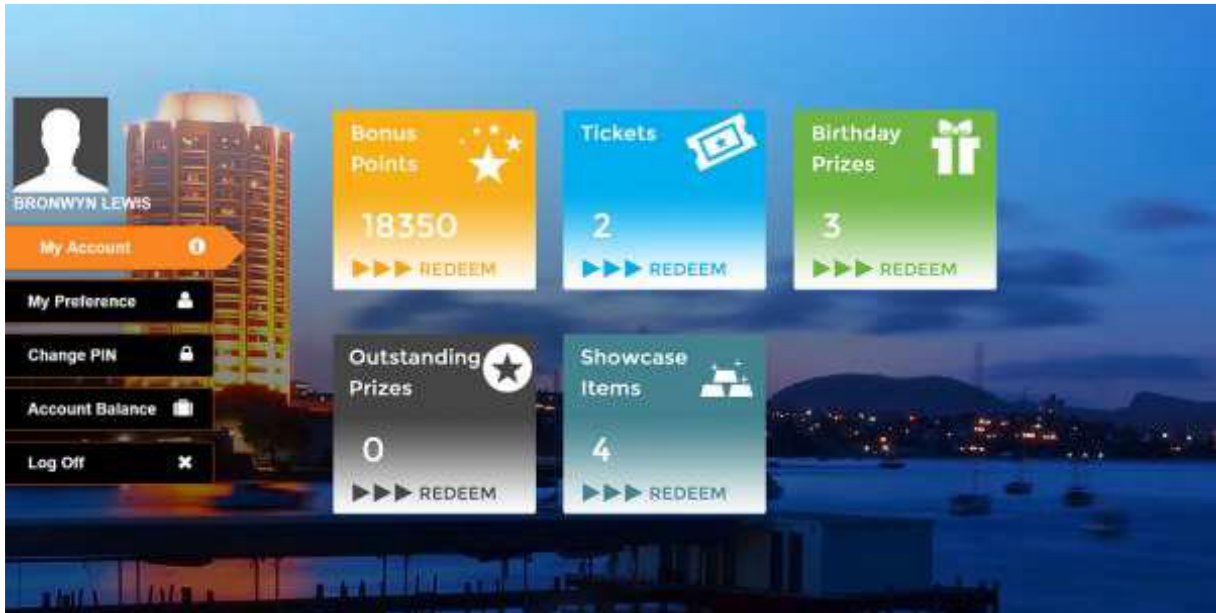 BRONWYN LEWIS
My Account
My Preference
Change PIN
Account Balance
Log Off
Bonus
Points
18350
REDEEM
Tickets
2
REDEEM
Birthday
Prizes
3
REDEEM
Outstanding
Prizes
0
REDEEM
Showcase
Items
4
REDEEM